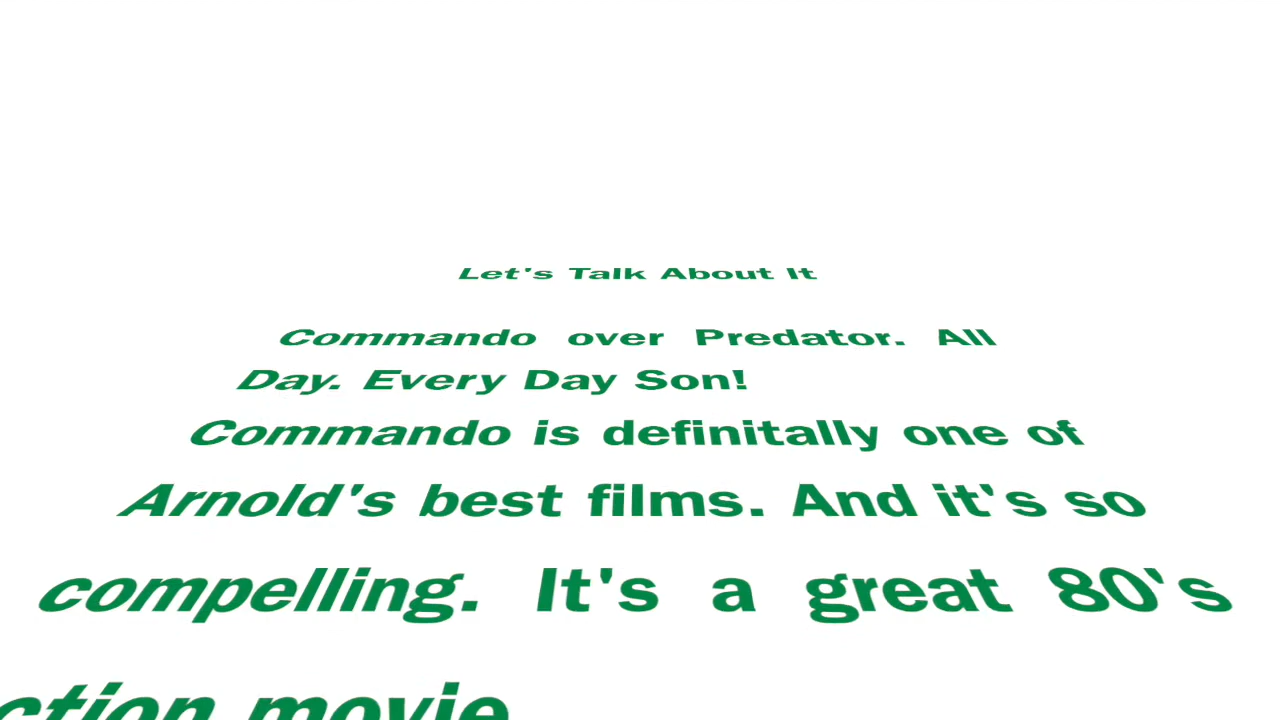 Let's Talk About It
Commando over Predator. All
Day. Every Day Son!
Commando is definitally one of
Arnold's best films. And it's so
compelling. It's a great 80's
ction movie